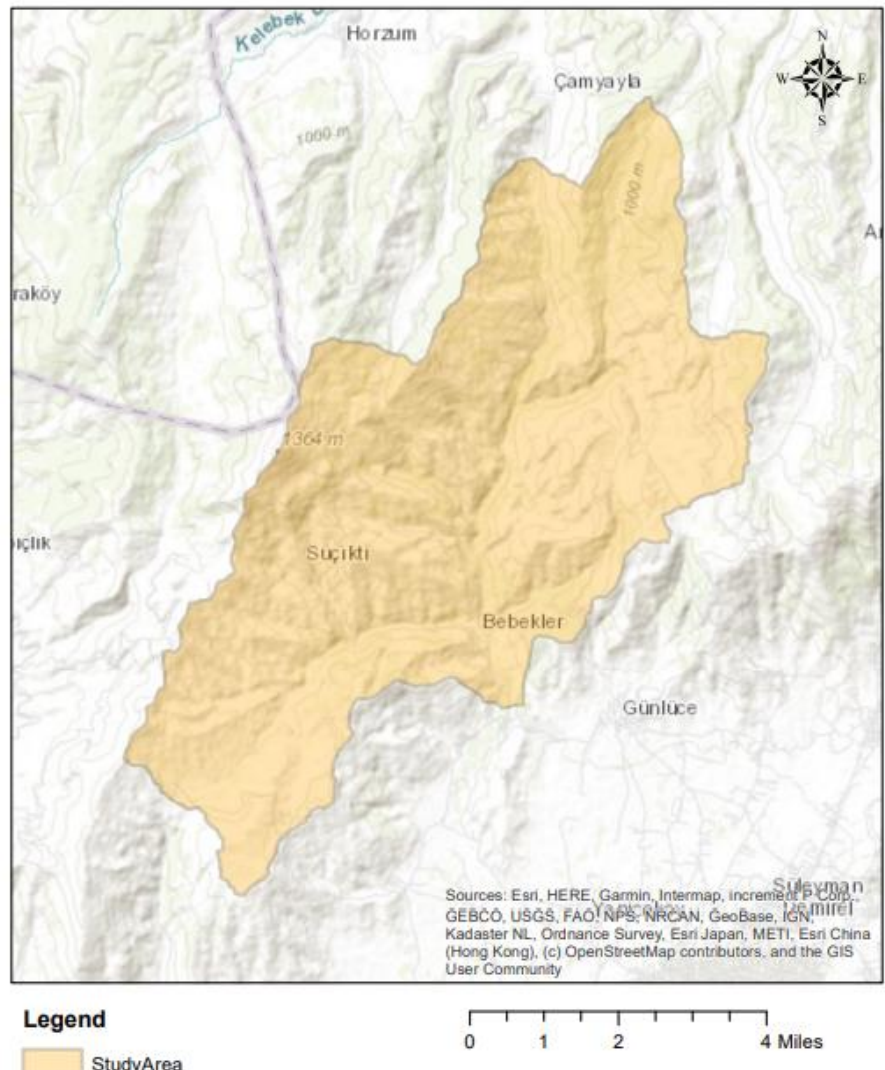 Kelebek
Horzum
N
W E
S
Çamyayla
1000 m
1000 m
raköy
1364 m
Suçıktı
Bebekler
Günlüce
Süleyman
Demirel
Sources: Esri, HERE, Garmin, Intermap, increment P Corp.,
GEBCO, USGS, FAO, NPS, NRCAN, GeoBase, IGN,
Kadaster NL, Ordnance Survey, Esri Japan, METI, Esri China
(Hong Kong), (c) OpenStreetMap contributors, and the GIS
User Community
Legend
StudyArea
0 1 2 4 Miles